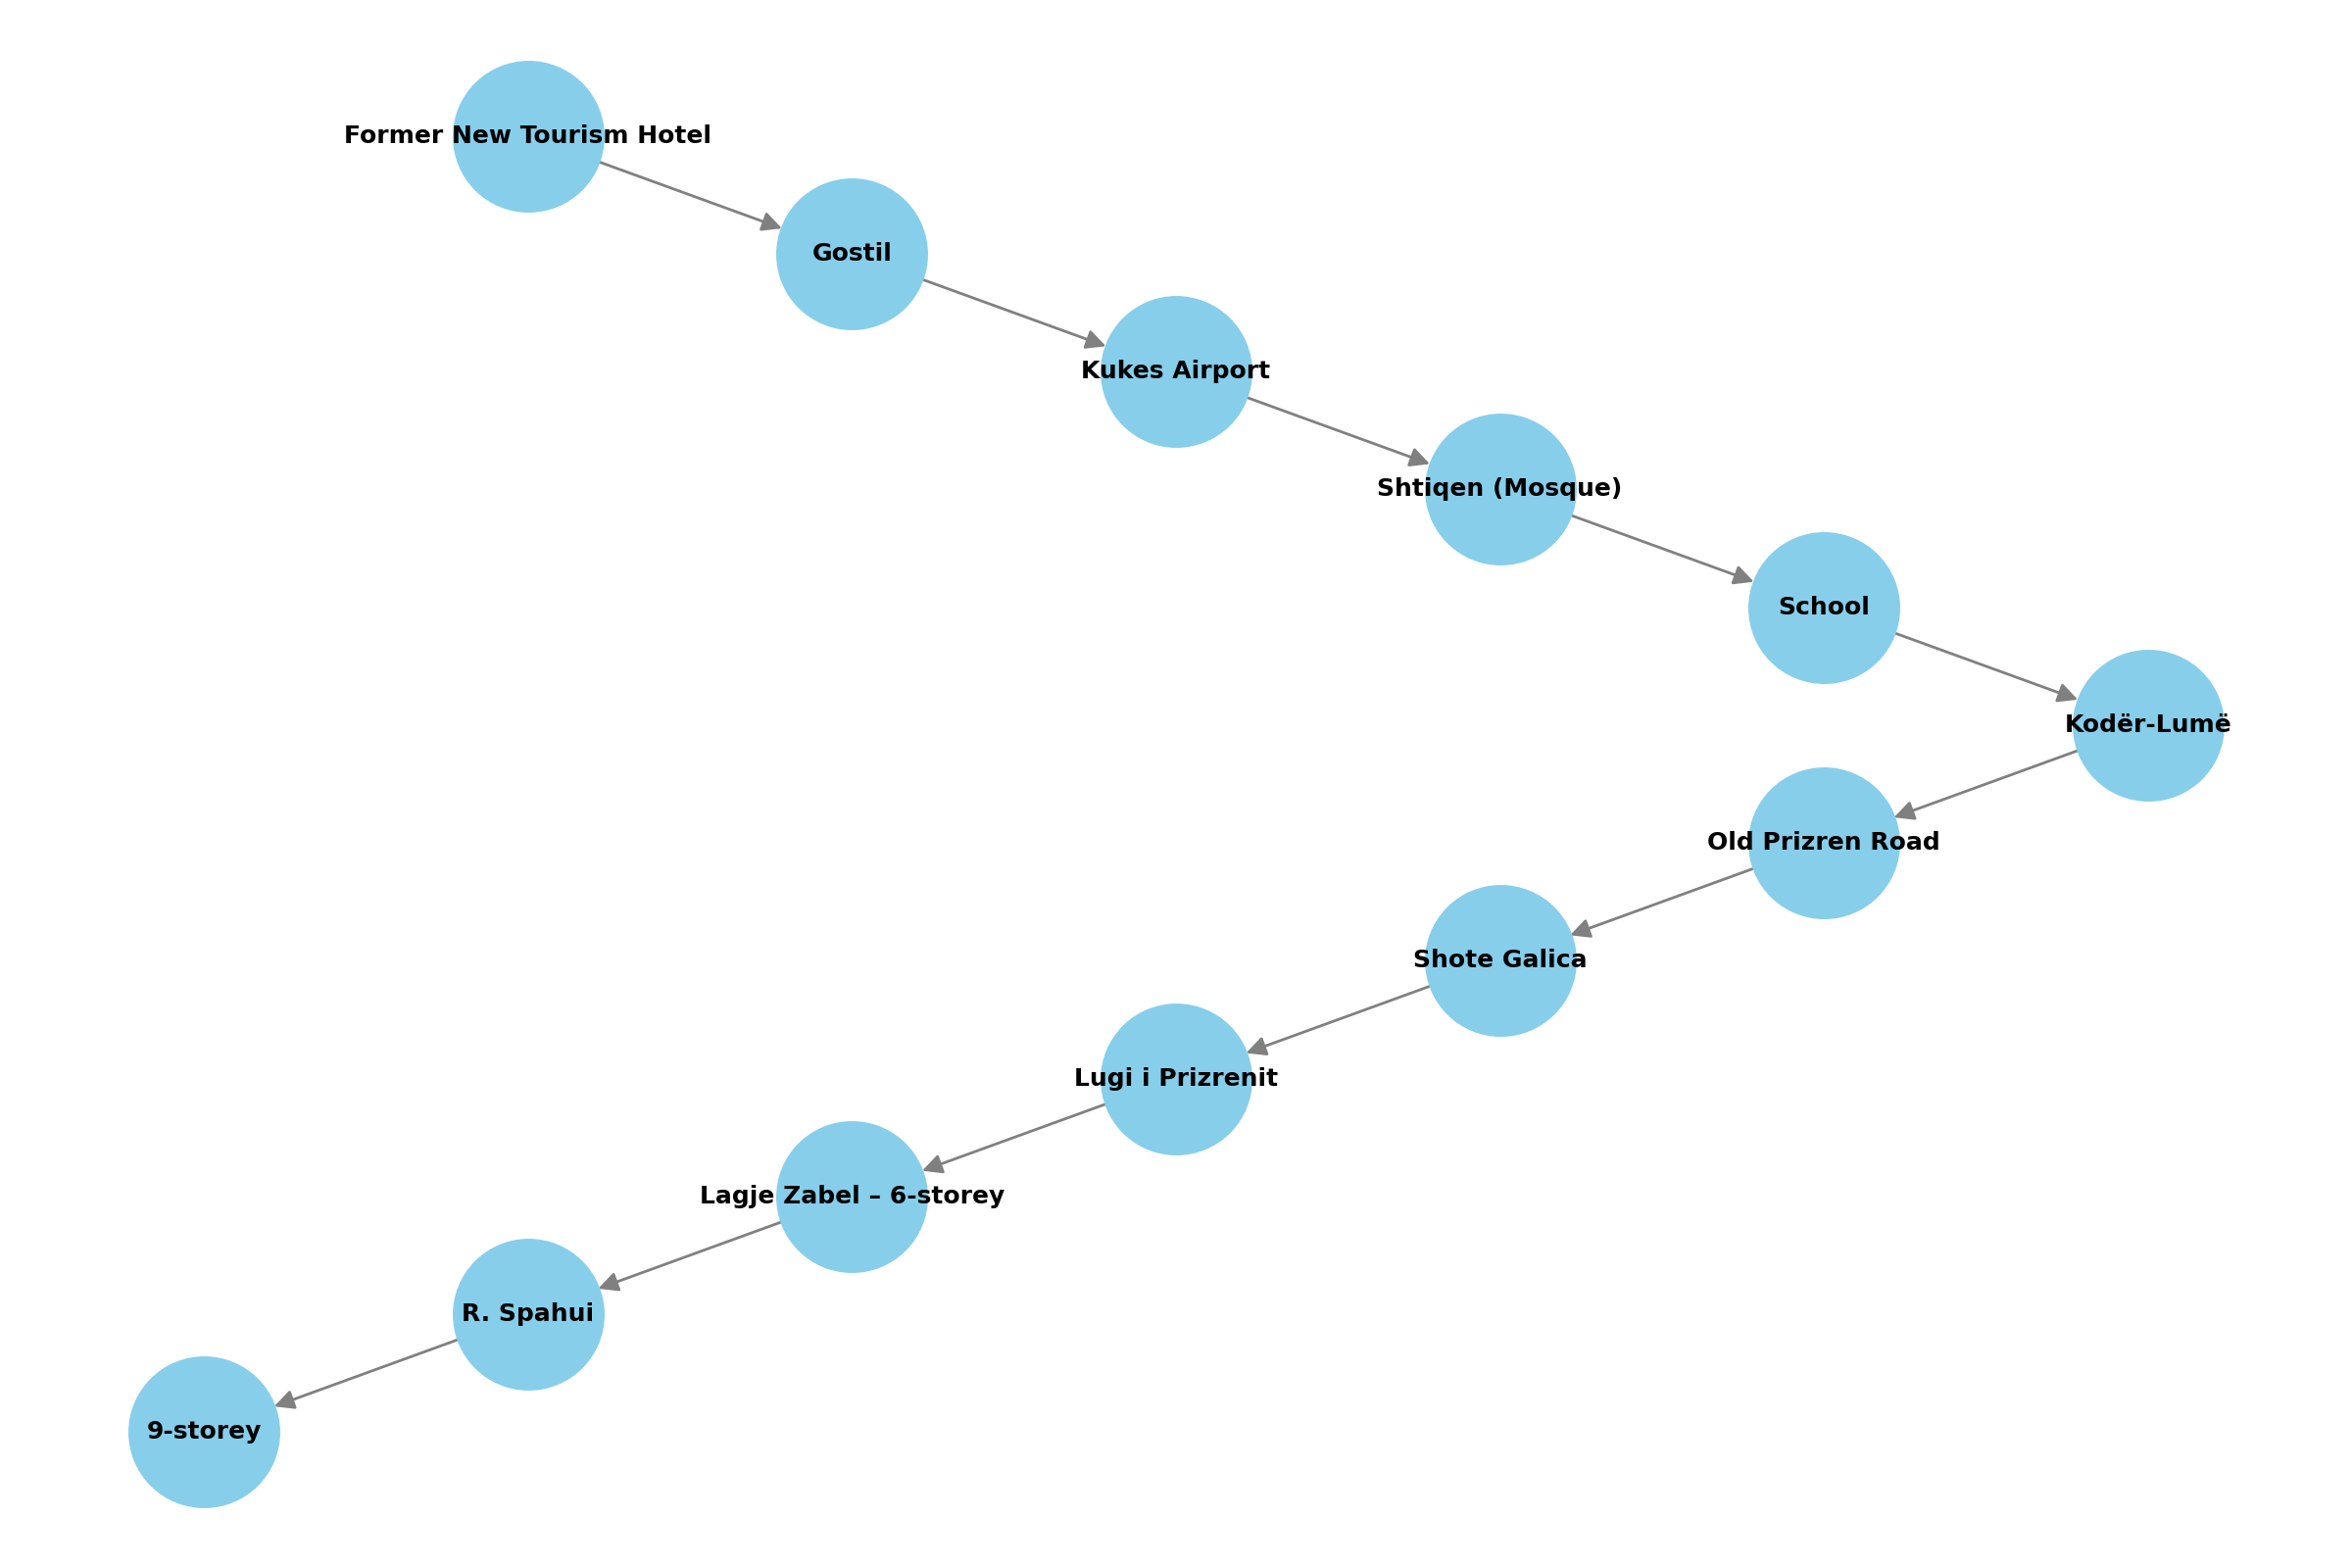 Former New Tourism Hotel
Gostil
Kukes Airport
Shtiqen (Mosque)
School
Kodër-Lumë
Old Prizren Road
Shote Galica
Lugi i Prizrenit
Lagje Zabel – 6-storey
R. Spahui
9-storey